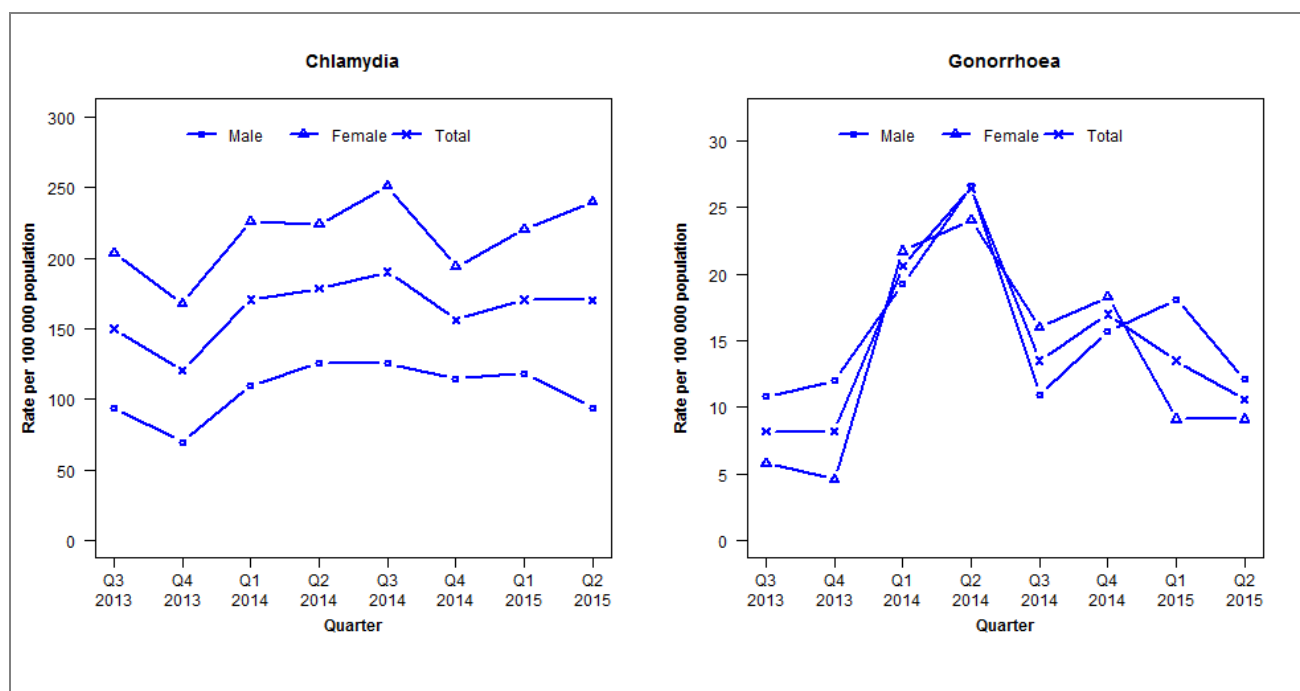 Chlamydia
Rate per 100 000 population
300
250
200
150
100
50
0
Male Female Total
Q3 Q4 Q1 Q2 Q3 Q4 Q1 Q2
2013 2013 2014 2014 2014 2014 2015 2015
Quarter
Gonorrhoea
Rate per 100 000 population
30
25
20
15
10
5
0
Male Female Total
Q3 Q4 Q1 Q2 Q3 Q4 Q1 Q2
2013 2013 2014 2014 2014 2014 2015 2015
Quarter